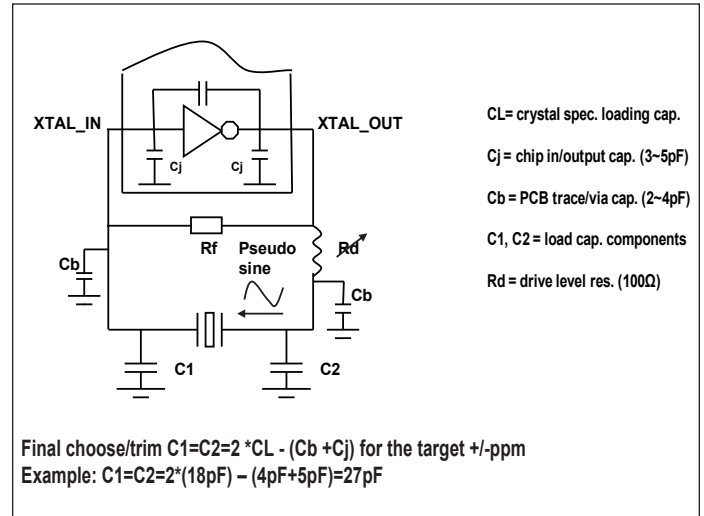 XTAL_IN
XTAL_OUT
Cj
Cj
Rf
Pseudo
sine
Rd
Cb
Cb
C1
C2
CL= crystal spec. loading cap.
Cj = chip in/output cap. (3~5pF)
Cb = PCB trace/via cap. (2~4pF)
C1, C2 = load cap. components
Rd = drive level res. (100Ω)
Final choose/trim C1=C2=2 *CL - (Cb +Cj) for the target +/-ppm
Example: C1=C2=2*(18pF) – (4pF+5pF)=27pF